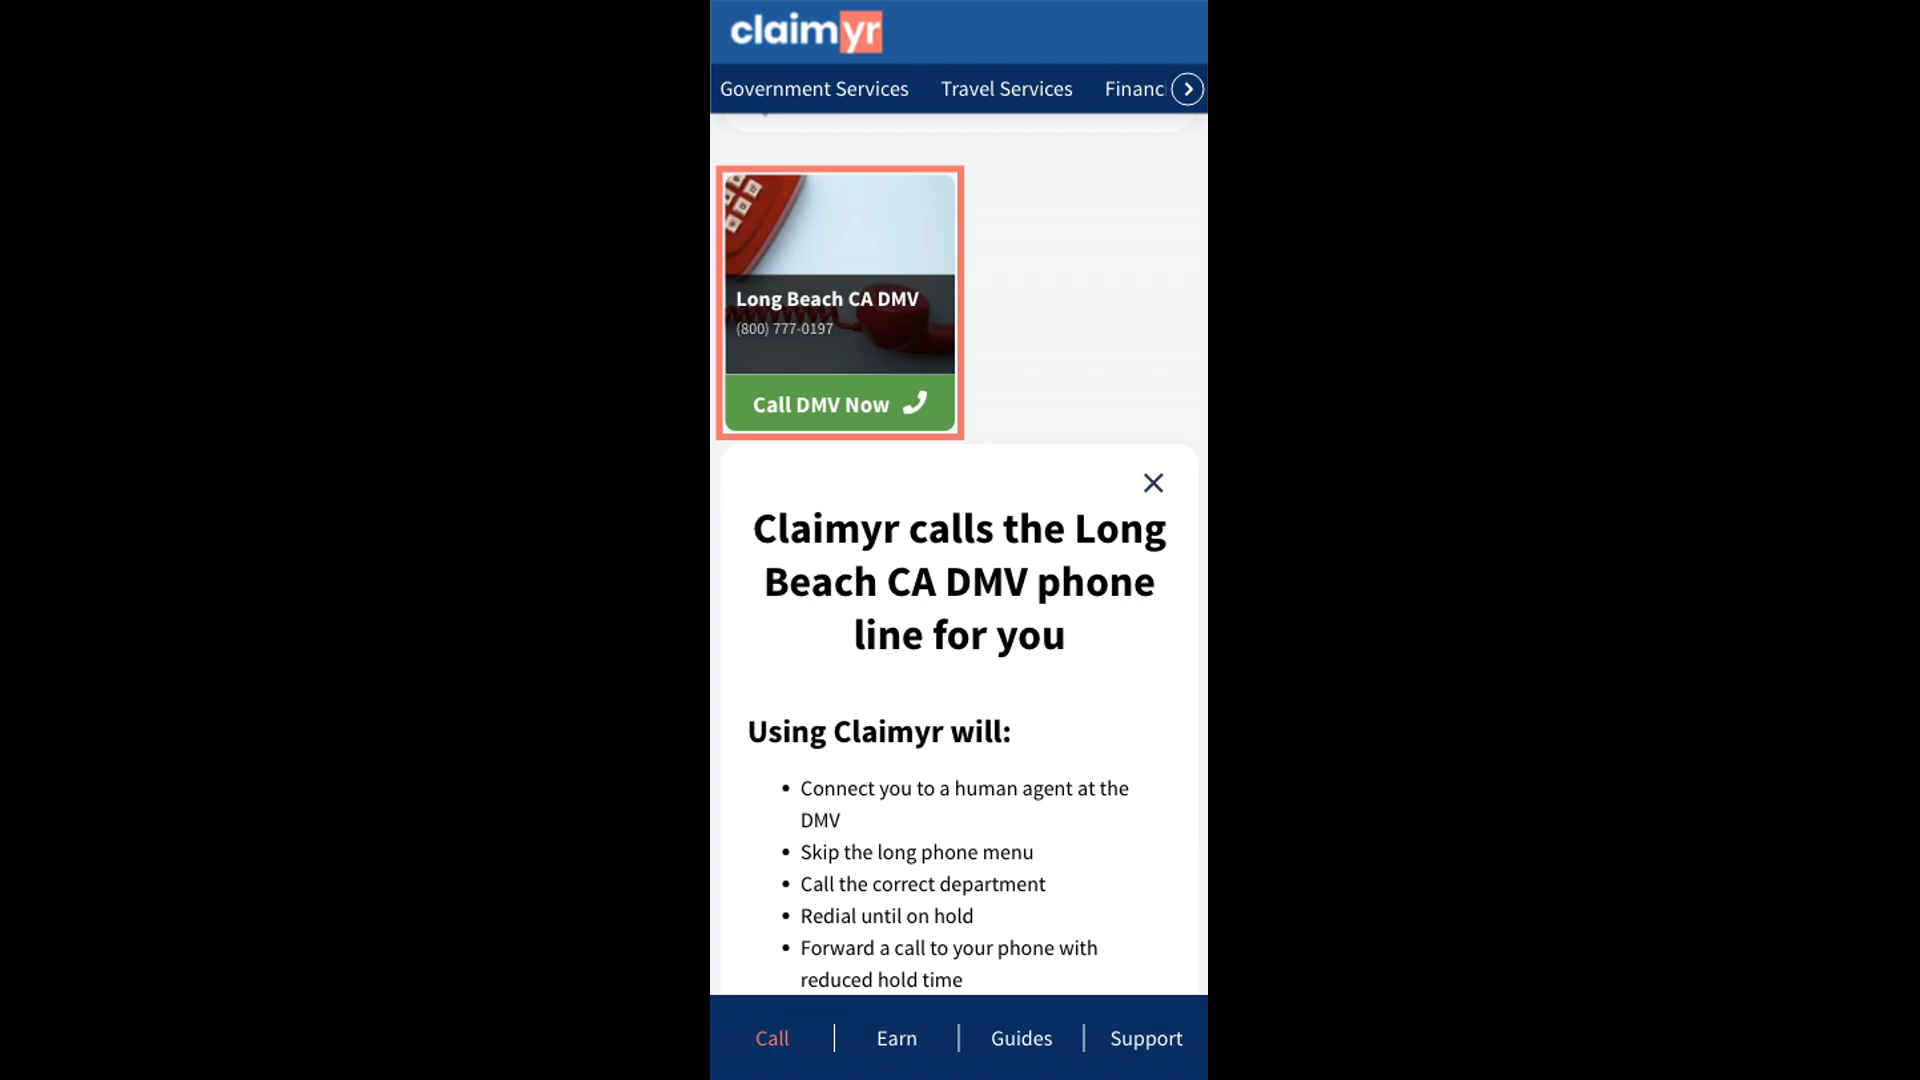 claimyr
Government Services Travel Services Financ
Long Beach CA DMV
(800) 777-0197
Call DMV Now
Claimyr calls the Long
Beach CA DMV phone
line for you
Using Claimyr will:
• Connect you to a human agent at the
DMV
• Skip the long phone menu
• Call the correct department
• Redial until on hold
• Forward a call to your phone with
reduced hold time
Call | Earn | Guides | Support